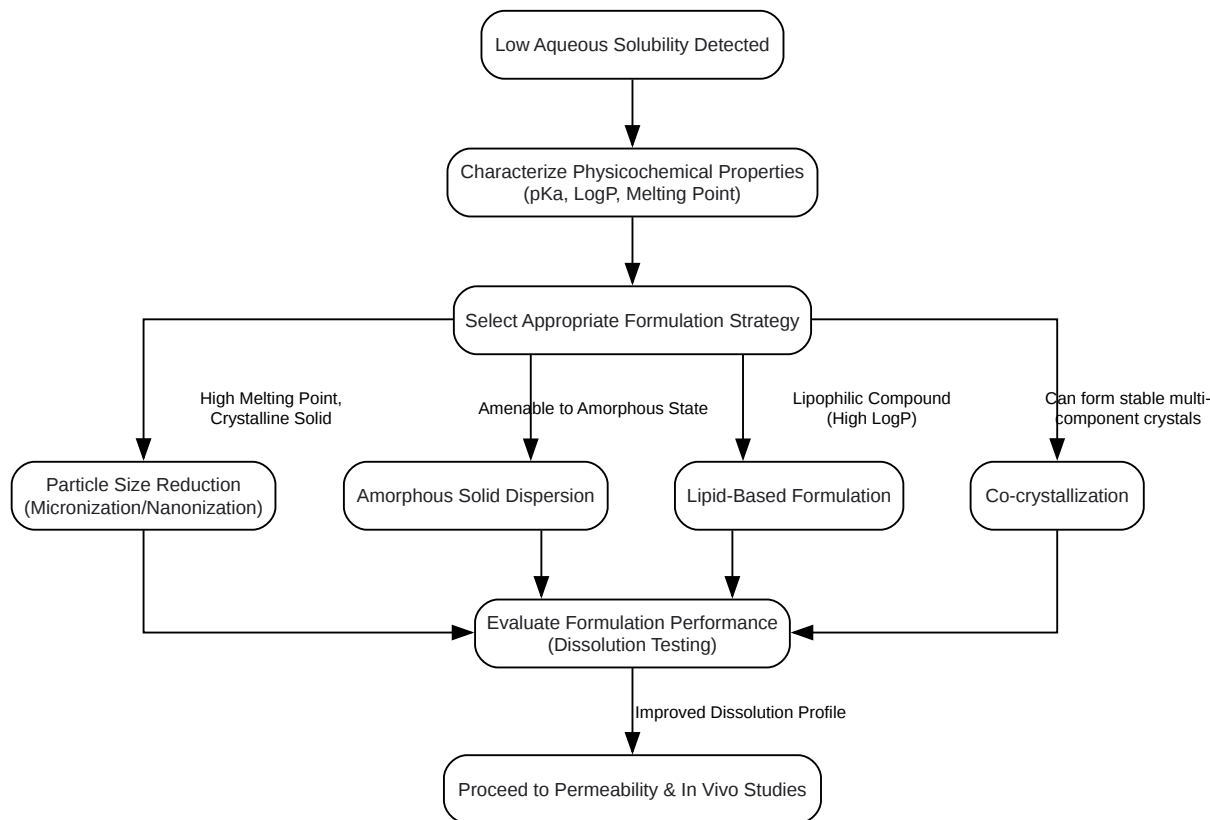 Low Aqueous Solubility Detected
Characterize Physicochemical Properties
(pKa, LogP, Melting Point)
Select Appropriate Formulation Strategy
High Melting Point,
Crystalline Solid
Amenable to Amorphous State
Lipophilic Compound
(High LogP)
Can form stable multi-
component crystals
Particle Size Reduction
(Micronization/Nanonization)
Amorphous Solid Dispersion
Lipid-Based Formulation
Co-crystallization
Evaluate Formulation Performance
(Dissolution Testing)
Improved Dissolution Profile
Proceed to Permeability & In Vivo Studies